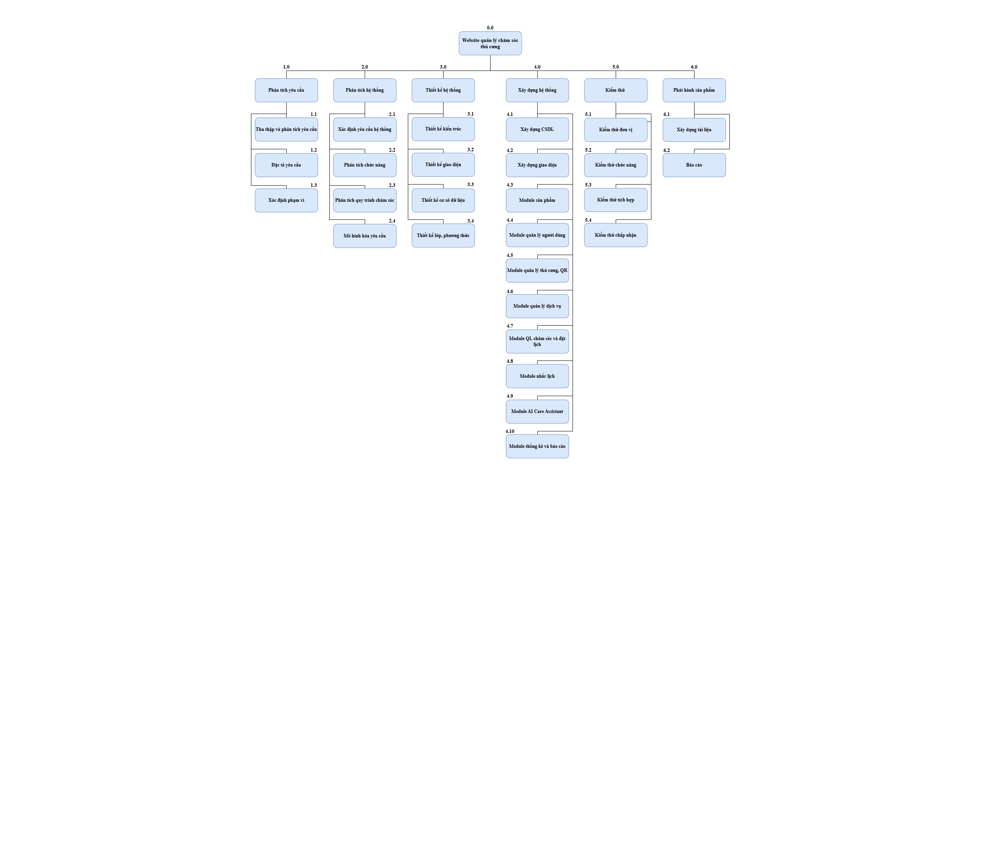 0.0
Website quản lý chăm sóc
thú cưng
1.0
2.0
3.0
4.0
5.0
6.0
Phân tích yêu cầu
Phân tích hệ thống
Thiết kế hệ thống
Xây dựng hệ thống
Kiểm thử
Phát hành sản phẩm
1.1
Thu thập và phân tích yêu cầu
1.2
Đặc tả yêu cầu
1.3
Xác định phạm vi
2.1
Xác định yêu cầu hệ thống
2.2
Phân tích chức năng
2.3
Phân tích quy trình chăm sóc
2.4
Mô hình hóa yêu cầu
3.1
Thiết kế kiến trúc
3.2
Thiết kế giao diện
3.3
Thiết kế cơ sở dữ liệu
3.4
Thiết kế lớp, phương thức
4.1
Xây dựng CSDL
4.2
Xây dựng giao diện
4.3
Module sản phẩm
4.4
Module quản lý người dùng
4.5
Module quản lý thú cưng, QR
4.6
Module quản lý dịch vụ
4.7
Module QL chăm sóc và đặt
lịch
4.8
Module nhắc lịch
4.9
Module AI Care Assistant
4.10
Module thống kê và báo cáo
5.1
Kiểm thử đơn vị
5.2
Kiểm thử chức năng
5.3
Kiểm thử tích hợp
5.4
Kiểm thử chấp nhận
6.1
Xây dựng tài liệu
6.2
Báo cáo